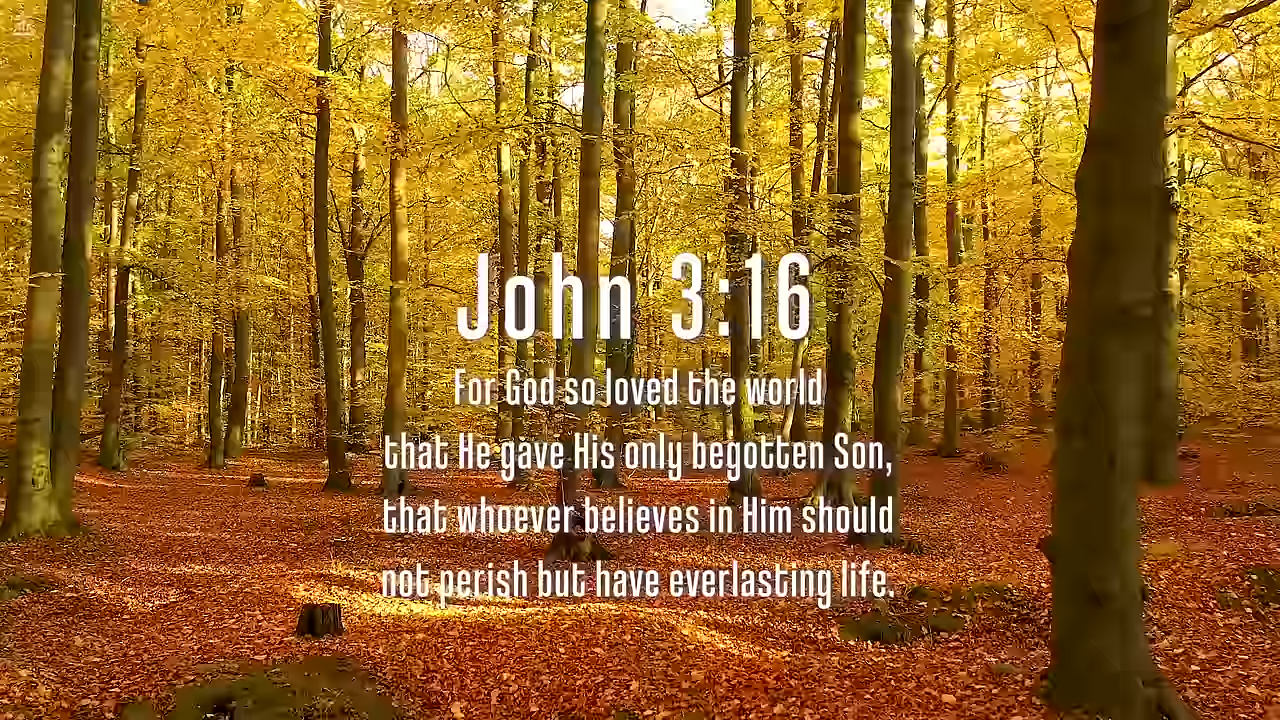 John 3:16
For God so loved the world
that He gave His only begotten Son,
that whoever believes in Him should
not perish but have everlasting life.